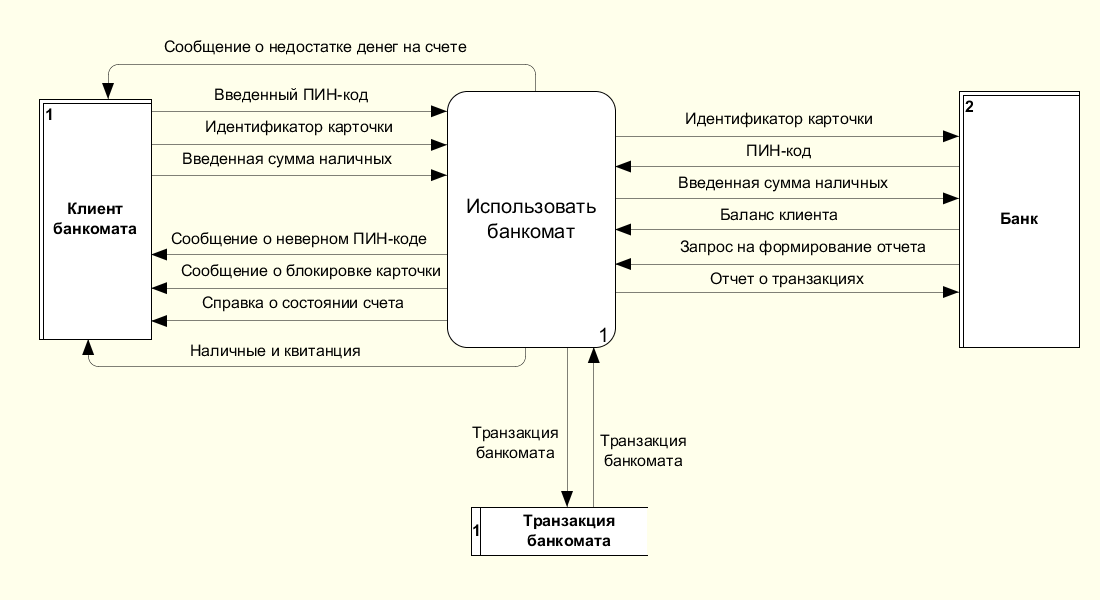 Сообщение о недостатке денег на счете
1
Клиент
банкомата
Введенный ПИН-код
Идентификатор карточки
Введенная сумма наличных
Сообщение о неверном ПИН-коде
Сообщение о блокировке карточки
Справка о состоянии счета
Наличные и квитанция
Использовать
банкомат
1
Идентификатор карточки
ПИН-код
Введенная сумма наличных
Баланс клиента
Запрос на формирование отчета
Отчет о транзакциях
2
Банк
Транзакция
банкомата
Транзакция
банкомата
1
Транзакция
банкомата